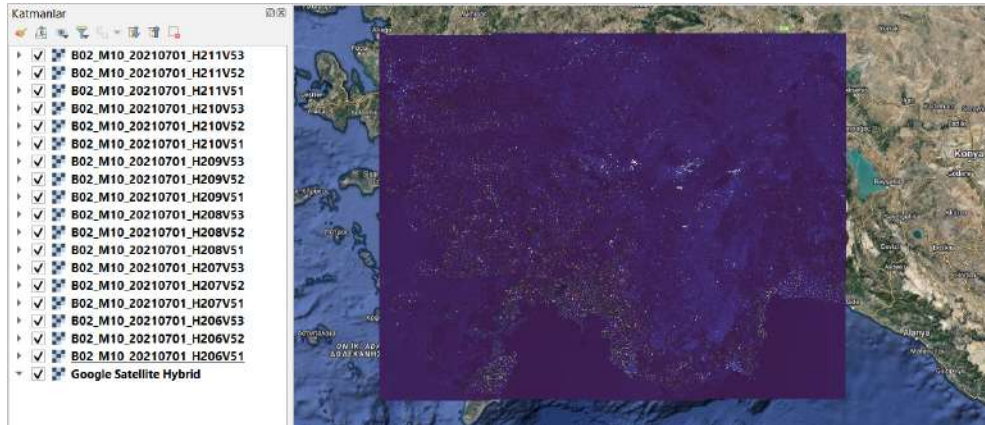 Katmanlar
B02_M10_20210701_H211V53
B02_M10_20210701_H211V52
B02_M10_20210701_H211V51
B02_M10_20210701_H210V53
B02_M10_20210701_H210V52
B02_M10_20210701_H210V51
B02_M10_20210701_H209V53
B02_M10_20210701_H209V52
B02_M10_20210701_H209V51
B02_M10_20210701_H208V53
B02_M10_20210701_H208V52
B02_M10_20210701_H208V51
B02_M10_20210701_H207V53
B02_M10_20210701_H207V52
B02_M10_20210701_H207V51
B02_M10_20210701_H206V53
B02_M10_20210701_H206V52
B02_M10_20210701_H206V51
Google Satellite Hybrid
Konya
Alanya